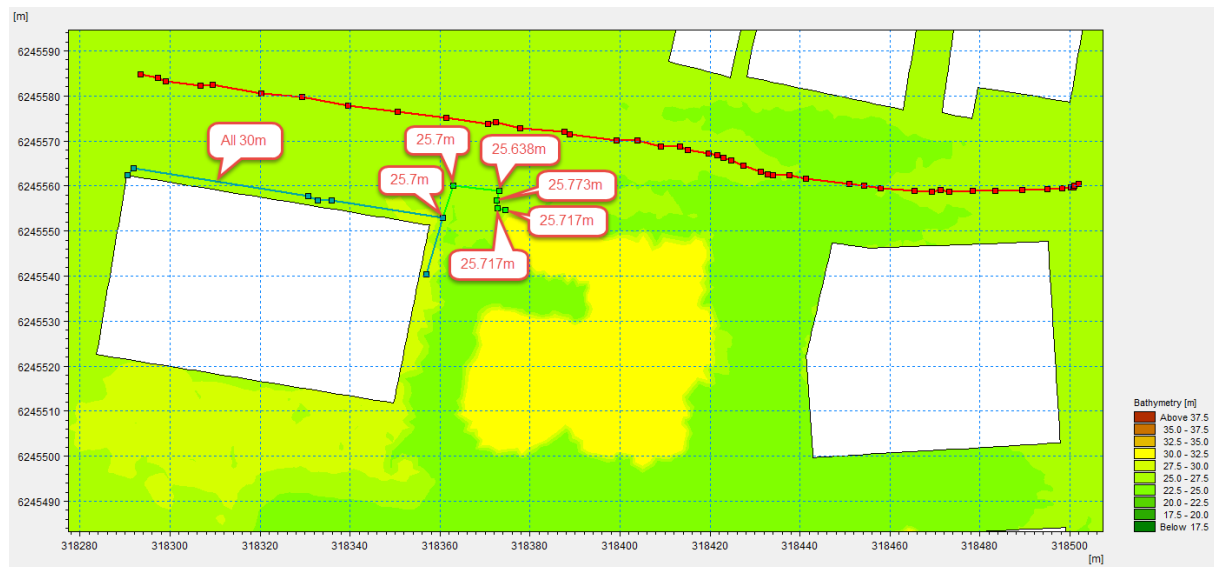 [m]
6245590
6245580
6245570
6245560
6245550
6245540
6245530
6245520
6245510
6245500
6245490
All 30m
25.7m
25.638m
25.7m
25.773m
25.717m
25.717m
Bathymetry [m]
Above 37.5
35.0 - 37.5
32.5 - 35.0
30.0 - 32.5
27.5 - 30.0
25.0 - 27.5
22.5 - 25.0
20.0 - 22.5
17.5 - 20.0
Below 17.5
318280 318300 318320 318340 318360 318380 318400 318420 318440 318460 318480 318500
[m]